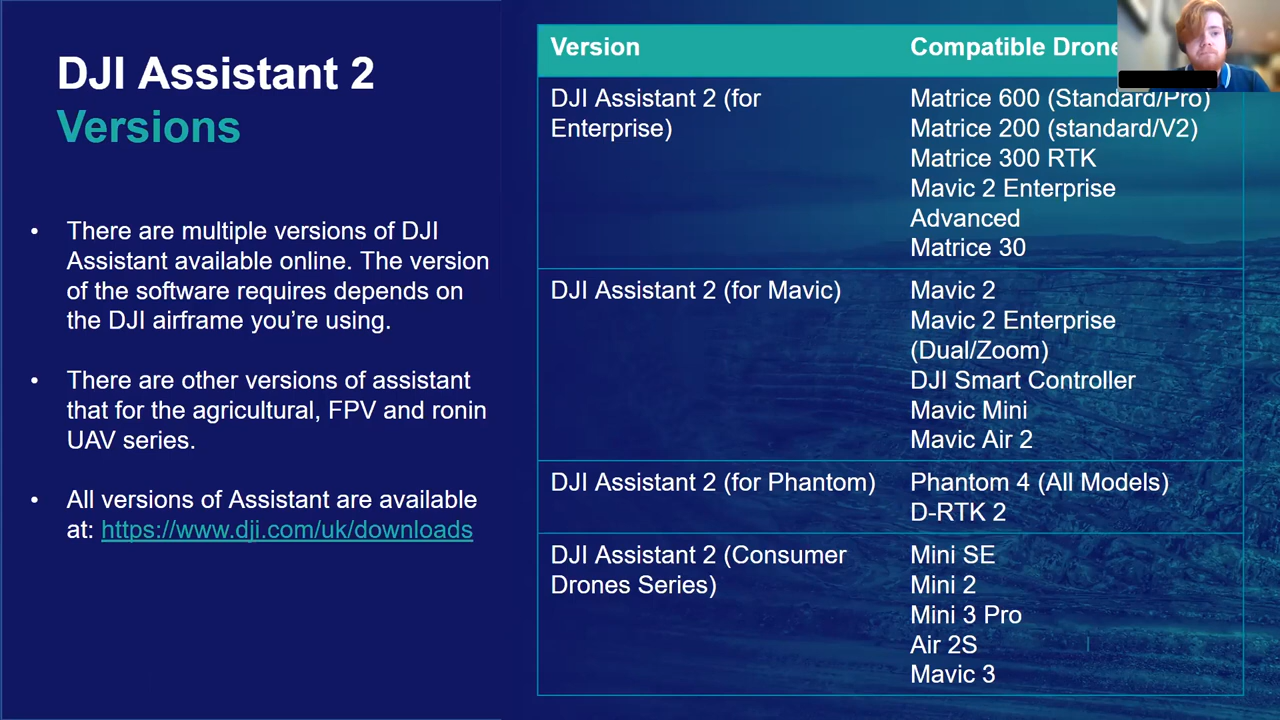 DJI Assistant 2
Versions
• There are multiple versions of DJI
Assistant available online. The version
of the software requires depends on
the DJI airframe you’re using.
• There are other versions of assistant
that for the agricultural, FPV and ronin
UAV series.
• All versions of Assistant are available
at: https://www.dji.com/uk/downloads
Version
Compatible
DJI Assistant 2 (for
Enterprise)
Matrice 600 (Standard/Pro)
Matrice 200 (standard/V2)
Matrice 300 RTK
Mavic 2 Enterprise
Advanced
Matrice 30
DJI Assistant 2 (for Mavic)
Mavic 2
Mavic 2 Enterprise
(Dual/Zoom)
DJI Smart Controller
Mavic Mini
Mavic Air 2
DJI Assistant 2 (for Phantom)
Phantom 4 (All Models)
D-RTK 2
DJI Assistant 2 (Consumer
Drones Series)
Mini SE
Mini 2
Mini 3 Pro
Air 2S
Mavic 3